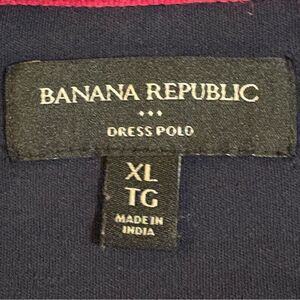 BANANA REPUBLIC
DRESS POLO
XL
TG
MADE IN
INDIA